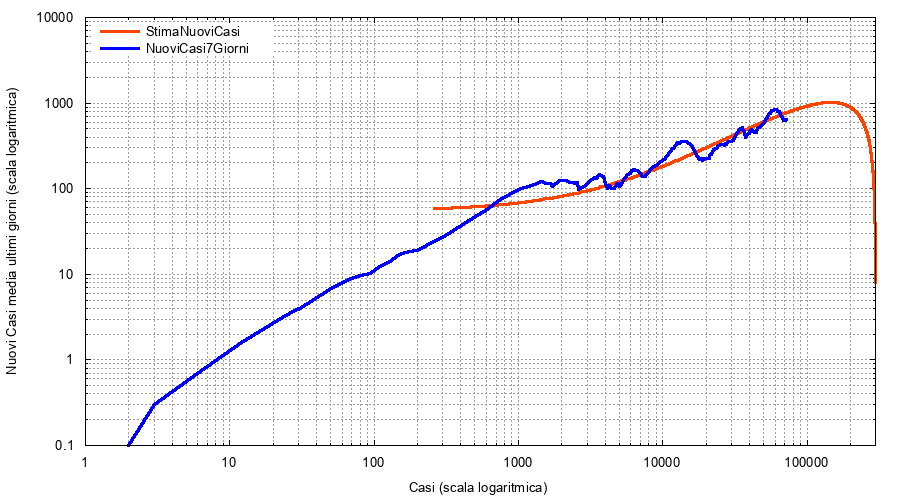 10000
StimaNuoviCasi
NuoviCasi7Giorni
1000
100
10
1
0.1
Nuovi Casi media ultimi giorni (scala logaritmica)
1 10 100 1000 10000 100000
Casi (scala logaritmica)